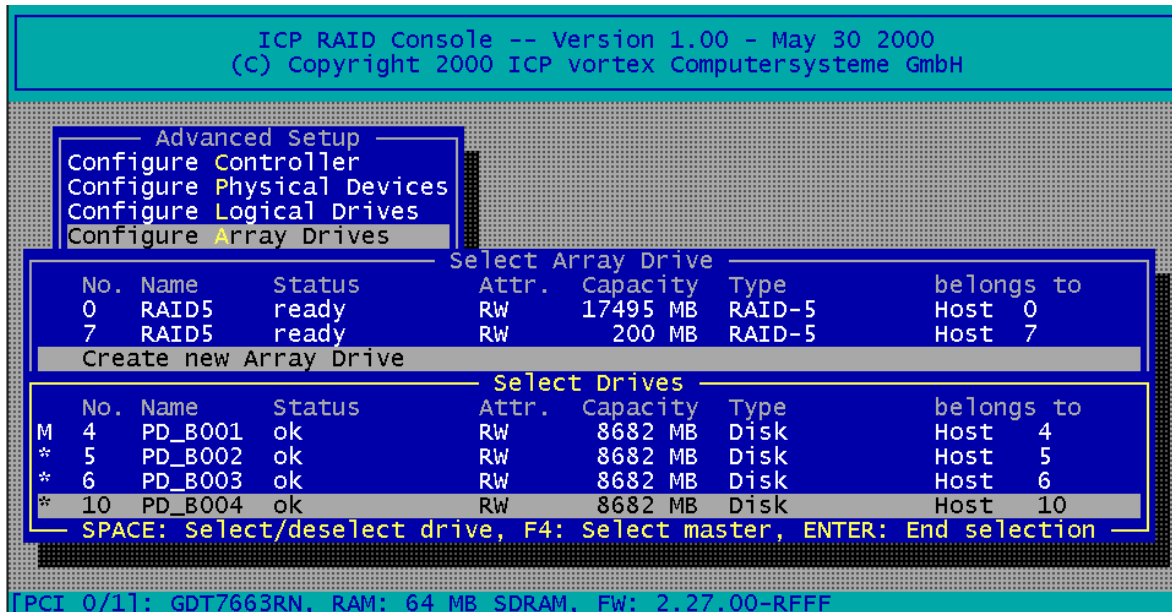 ICP RAID Console -- Version 1.00 - May 30 2000
(C) Copyright 2000 ICP vortex Computersysteme GmbH
Advanced Setup
Configure Controller
Configure Physical Devices
Configure Logical Drives
Configure Array Drives
Select Array Drive
No. Name Status Attr. Capacity Type belongs to
0 RAID5 ready RW 17495 MB RAID-5 Host 0
7 RAID5 ready RW 200 MB RAID-5 Host 7
Create new Array Drive
Select Drives
No. Name Status Attr. Capacity Type belongs to
M 4 PD_B001 ok RW 8682 MB Disk Host 4
* 5 PD_B002 ok RW 8682 MB Disk Host 5
* 6 PD_B003 ok RW 8682 MB Disk Host 6
* 10 PD_B004 ok RW 8682 MB Disk Host 10
SPACE: Select/deselect drive, F4: Select master, ENTER: End selection
[PCI 0/1]: GDT7663RN, RAM: 64 MB SDRAM, FW: 2.27.00-RFFF